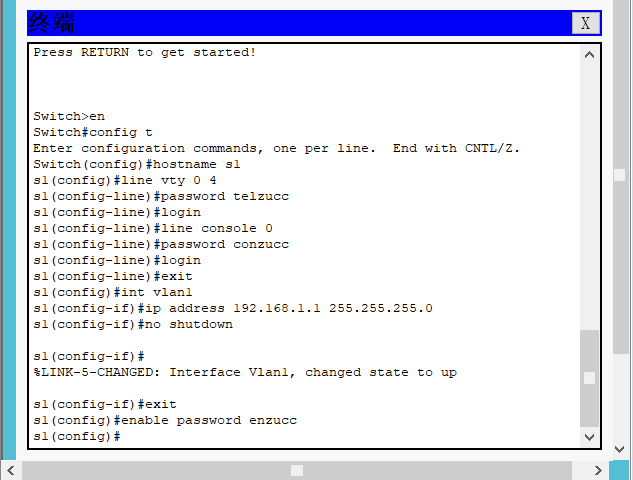 终端
X
Press RETURN to get started!
Switch>en
Switch#config t
Enter configuration commands, one per line.  End with CNTL/Z.
Switch(config)#hostname s1
s1(config)#line vty 0 4
s1(config-line)#password telzucc
s1(config-line)#login
s1(config-line)#line console 0
s1(config-line)#password conzucc
s1(config-line)#login
s1(config-line)#exit
s1(config)#int vlan1
s1(config-if)#ip address 192.168.1.1 255.255.255.0
s1(config-if)#no shutdown
s1(config-if)#
%LINK-5-CHANGED: Interface Vlan1, changed state to up
s1(config-if)#exit
s1(config)#enable password enzucc
s1(config)#